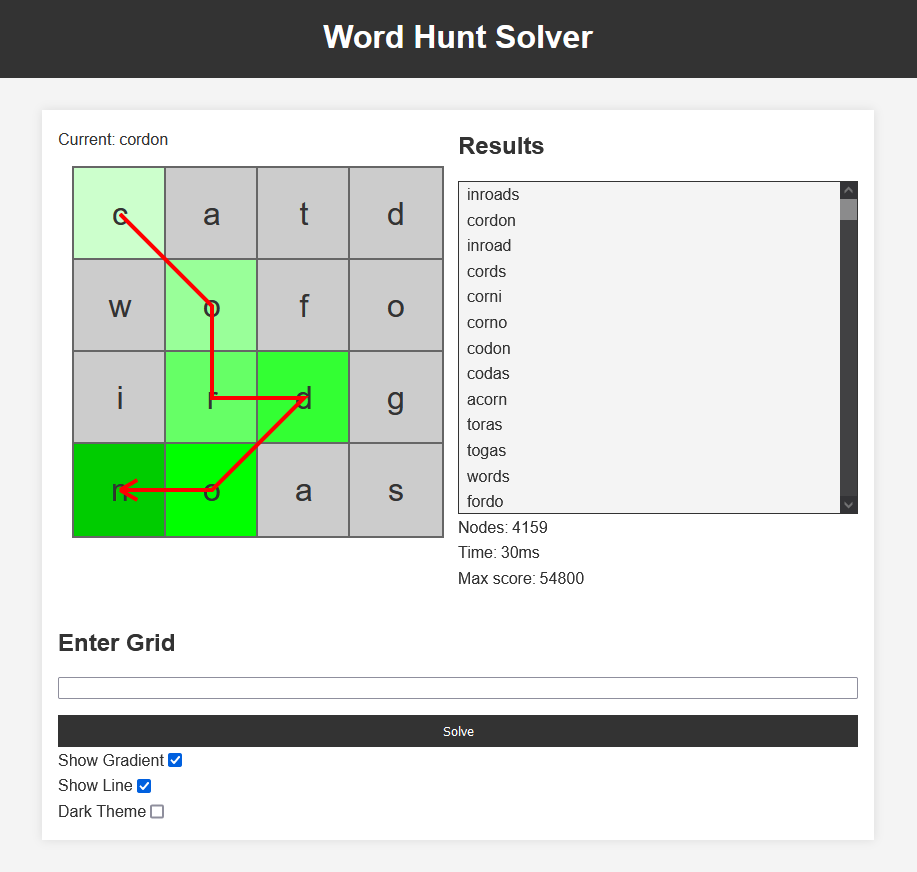 Word Hunt Solver
Current: cordon
c a t d
w o f o
i r d g
n o a s
Results
inroads
cordon
inroad
cords
corni
corno
codon
codas
acorn
toras
togas
words
fordo
Nodes: 4159
Time: 30ms
Max score: 54800
Enter Grid
Solve
Show Gradient
Show Line
Dark Theme